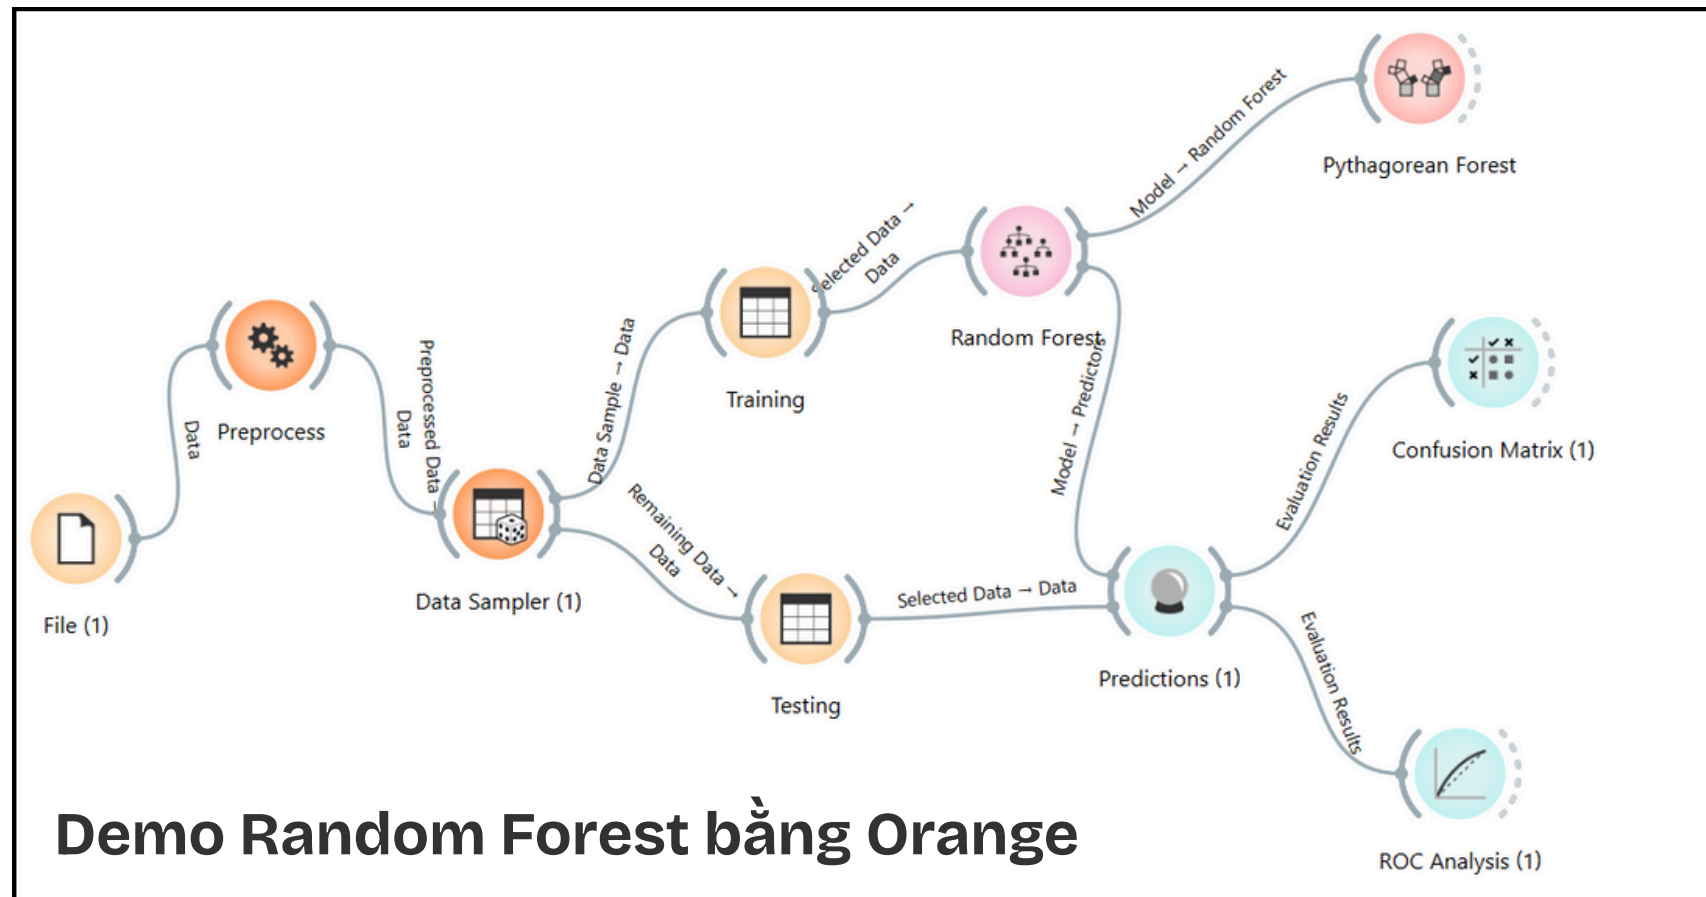 Pythagorean Forest
Model → Random Forest
Selected Data →
Data
Random Forest
Training
Data Sample → Data
Preprocess
Preprocessed Data →
Data
Data
File (1)
Data Sampler (1)
Remaining Data →
Data
Testing
Selected Data → Data
Model → Predictors
Predictions (1)
Evaluation Results
Confusion Matrix (1)
Evaluation Results
ROC Analysis (1)
Demo Random Forest bằng Orange